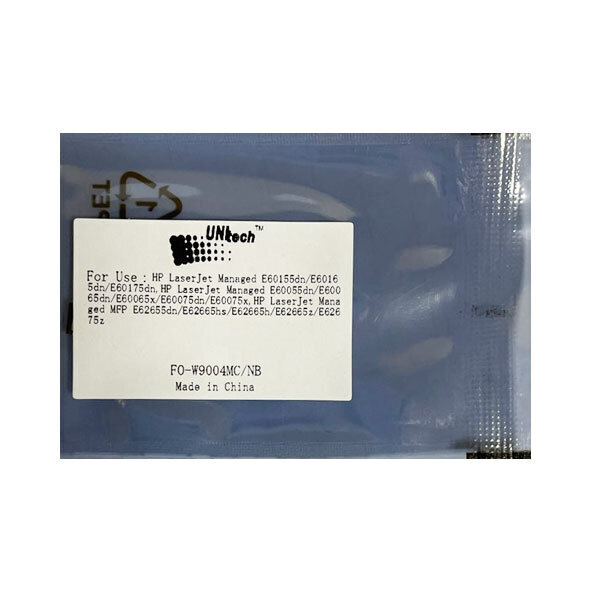 PET
UNItech™
For Use : HP LaserJet Managed E60155dn/E6016
5dn/E60175dn,HP LaserJet Managed E60055dn/E600
65dn/E60065x/E60075dn/E60075x,HP LaserJet Mana
ged MFP E62655dn/E62665hs/E62665h/E62665z/E626
75z
FO-W9004MC/NB
Made in China